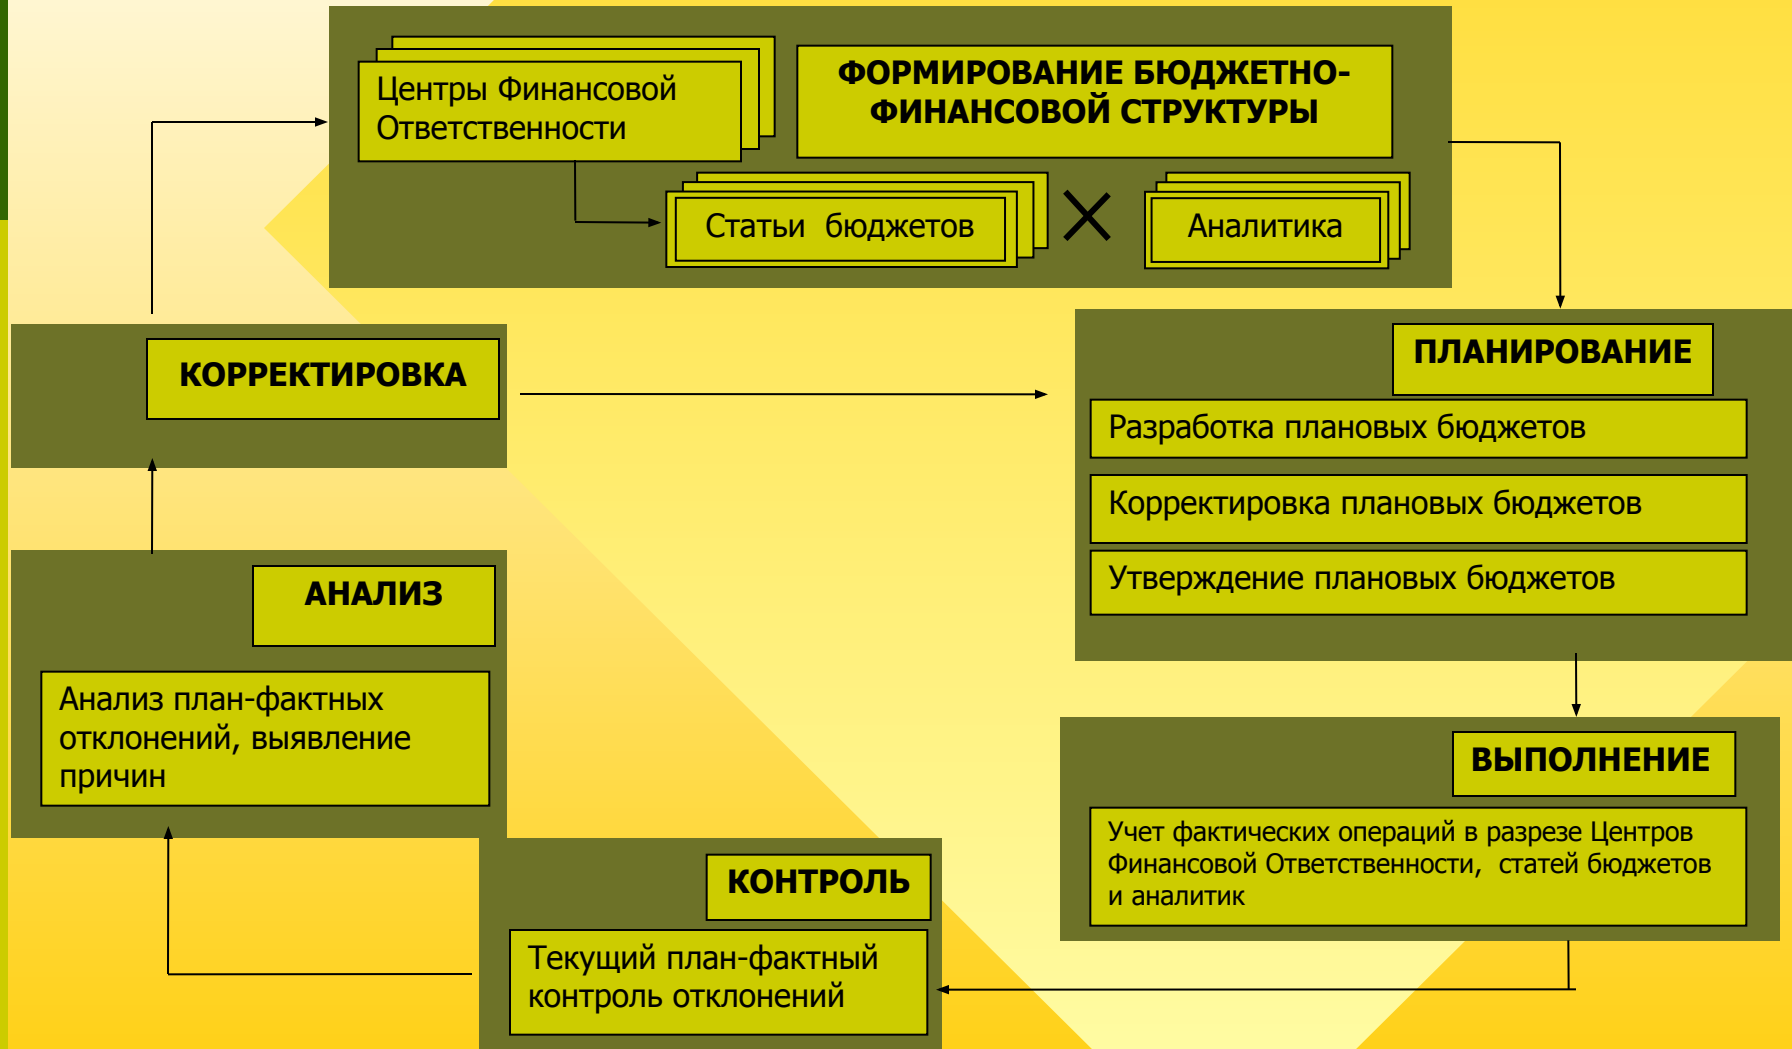 Центры Финансовой
Ответственности
ФОРМИРОВАНИЕ БЮДЖЕТНО-
ФИНАНСОВОЙ СТРУКТУРЫ
Статьи бюджетов
Аналитика
КОРРЕКТИРОВКА
ПЛАНИРОВАНИЕ
Разработка плановых бюджетов
Корректировка плановых бюджетов
Утверждение плановых бюджетов
АНАЛИЗ
Анализ план-фактных
отклонений, выявление
причин
ВЫПОЛНЕНИЕ
Учет фактических операций в разрезе Центров
Финансовой Ответственности, статей бюджетов
и аналитик
КОНТРОЛЬ
Текущий план-фактный
контроль отклонений